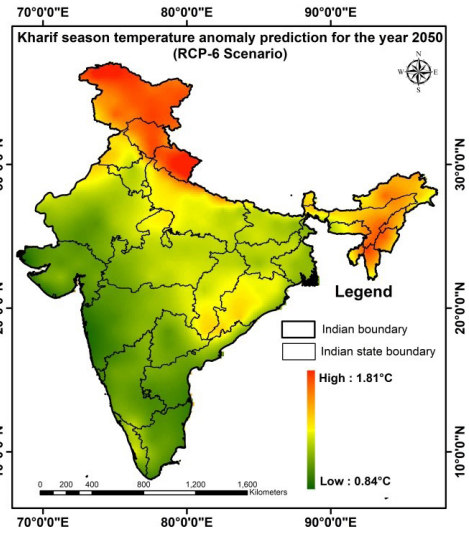 70°0'0"E 80°0'0"E 90°0'0"E
Kharif season temperature anomaly prediction for the year 2050
(RCP-6 Scenario)
N
W E
S
30°0'0"N
Legend
20°0'0"N
Indian boundary
Indian state boundary
High : 1.81°C
Low : 0.84°C
10°0'0"N
0 200 400 800 1,200 1,600
Kilometers
70°0'0"E 80°0'0"E 90°0'0"E